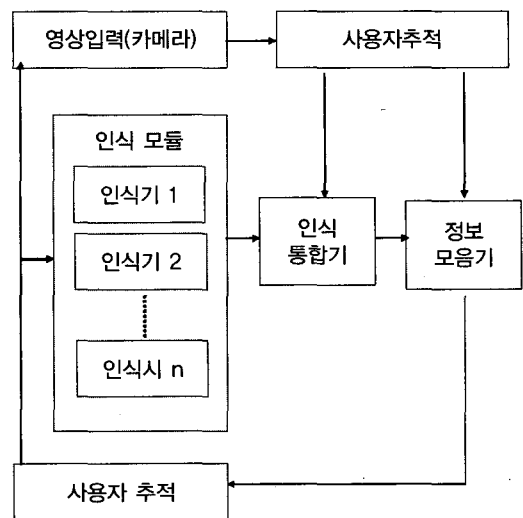 영상입력(카메라)
사용자추적
인식 모듈
인식기 1
인식기 2
인식시 n
인식
통합기
정보
모음기
사용자 추적